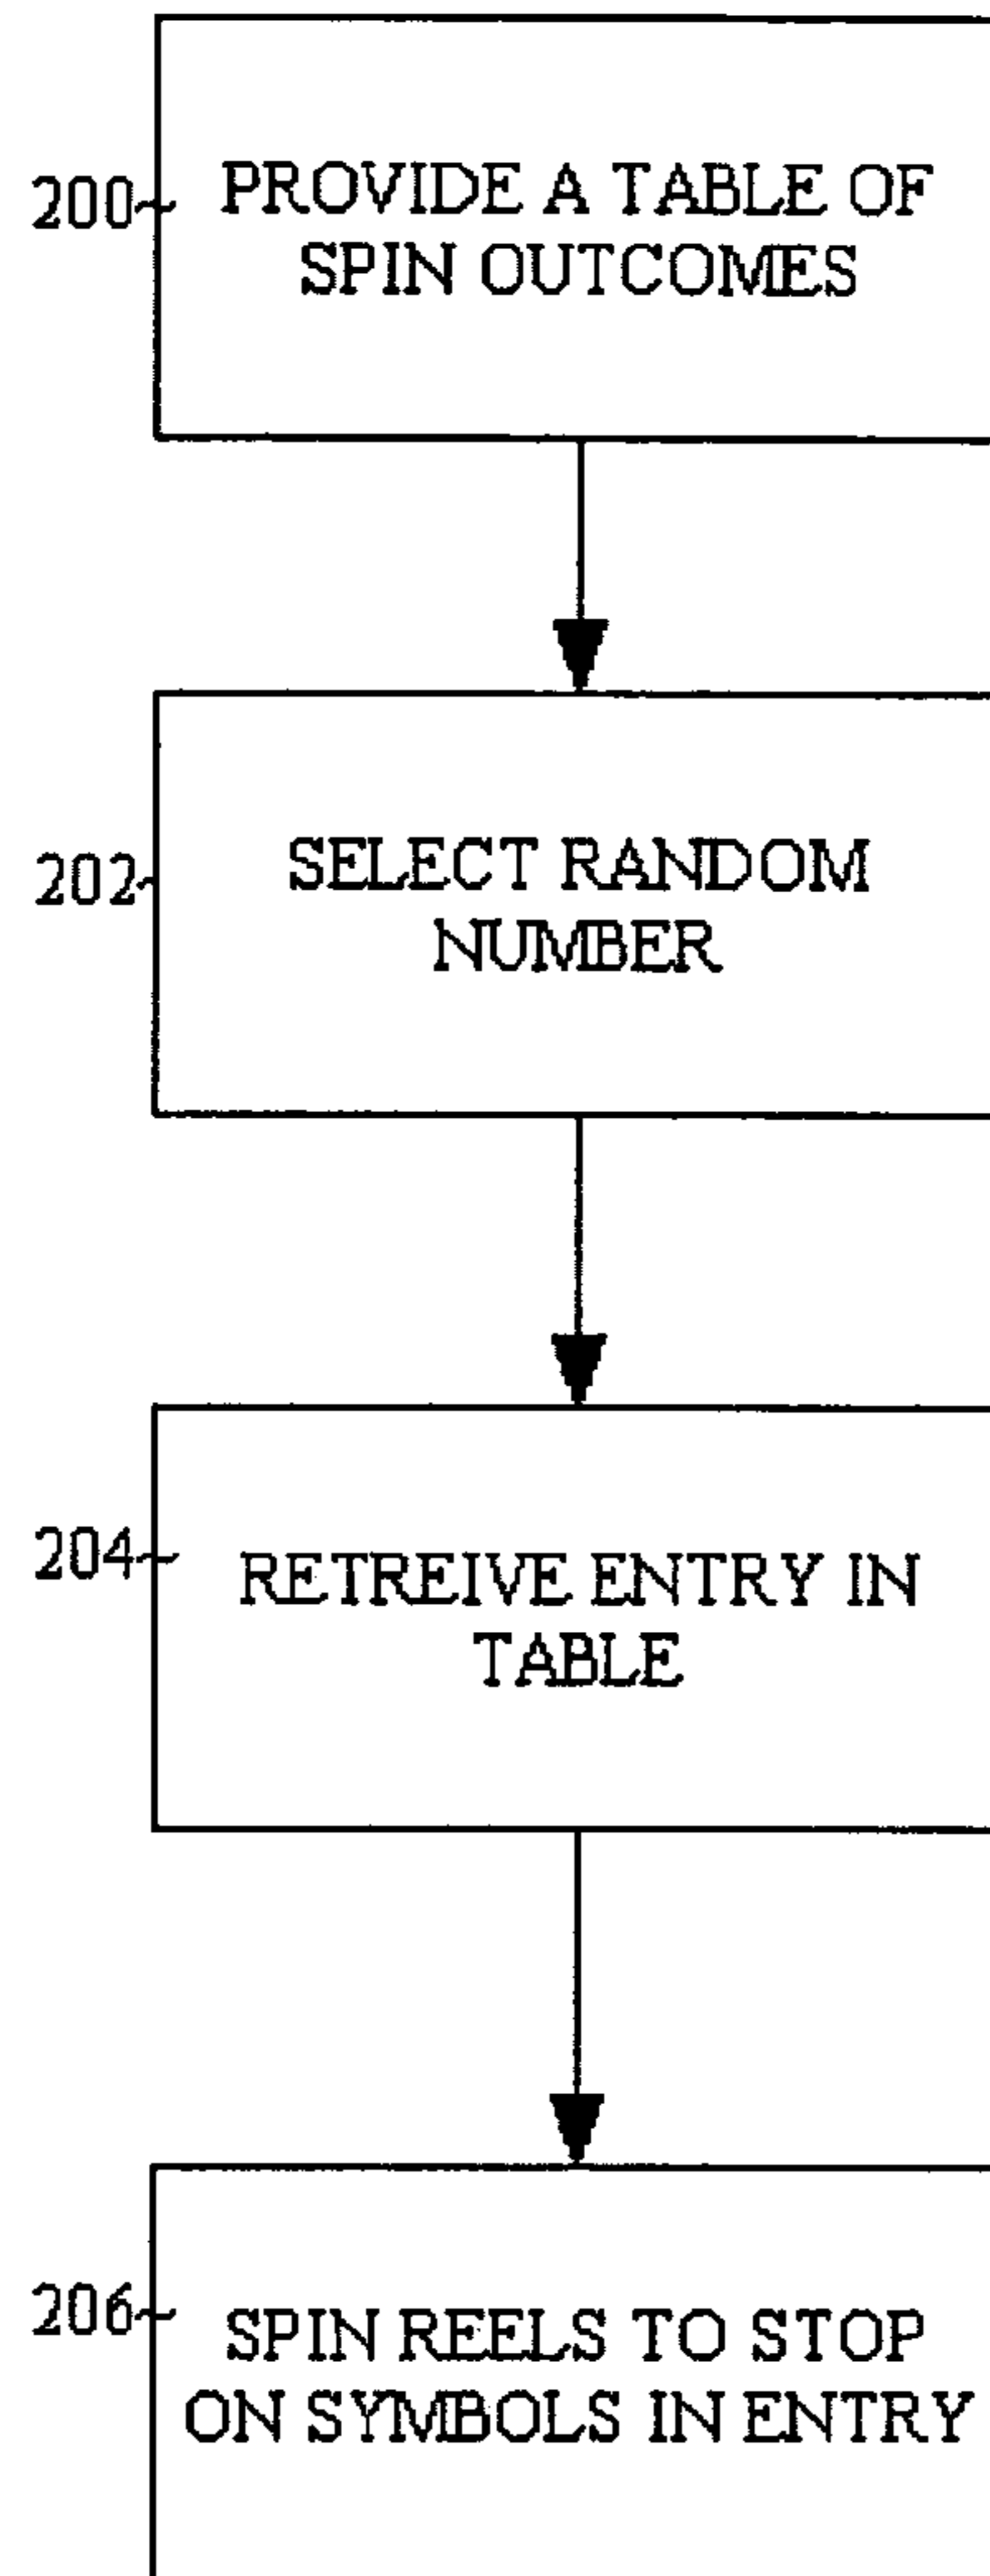 200
PROVIDE A TABLE OF
SPIN OUTCOMES
202
SELECT RANDOM
NUMBER
204
RETREIVE ENTRY IN
TABLE
206
SPIN REELS TO STOP
ON SYMBOLS IN ENTRY